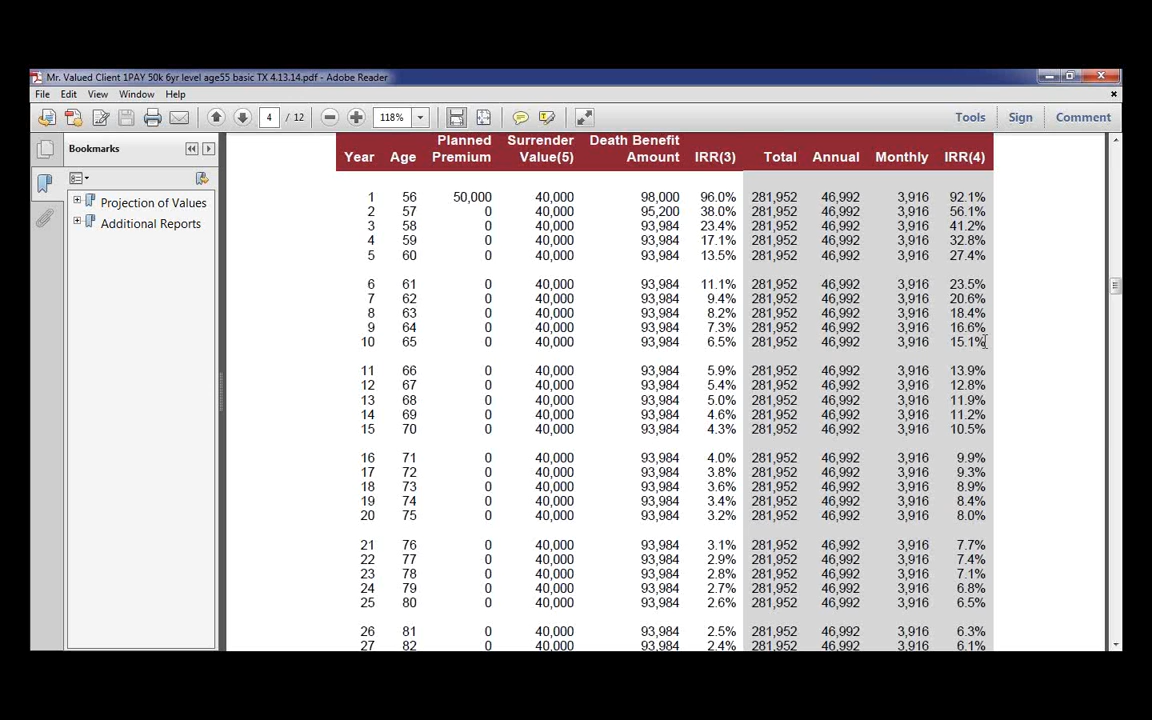 Mr. Valued Client 1PAY 50k 6yr level age55 basic TX 4.13.14.pdf - Adobe Reader
File Edit View Window Help
4 / 12 118% Tools Sign Comment
Bookmarks
Projection of Values
Additional Reports
Planned Surrender Death Benefit
Year Age Premium Value(5) Amount IRR(3) Total Annual Monthly IRR(4)
1 56 50,000 40,000 98,000 96.0% 281,952 46,992 3,916 92.1%
2 57 0 40,000 95,200 38.0% 281,952 46,992 3,916 56.1%
3 58 0 40,000 93,984 23.4% 281,952 46,992 3,916 41.2%
4 59 0 40,000 93,984 17.1% 281,952 46,992 3,916 32.8%
5 60 0 40,000 93,984 13.5% 281,952 46,992 3,916 27.4%
6 61 0 40,000 93,984 11.1% 281,952 46,992 3,916 23.5%
7 62 0 40,000 93,984 9.4% 281,952 46,992 3,916 20.6%
8 63 0 40,000 93,984 8.2% 281,952 46,992 3,916 18.4%
9 64 0 40,000 93,984 7.3% 281,952 46,992 3,916 16.6%
10 65 0 40,000 93,984 6.5% 281,952 46,992 3,916 15.1%
11 66 0 40,000 93,984 5.9% 281,952 46,992 3,916 13.9%
12 67 0 40,000 93,984 5.4% 281,952 46,992 3,916 12.8%
13 68 0 40,000 93,984 5.0% 281,952 46,992 3,916 11.9%
14 69 0 40,000 93,984 4.6% 281,952 46,992 3,916 11.2%
15 70 0 40,000 93,984 4.3% 281,952 46,992 3,916 10.5%
16 71 0 40,000 93,984 4.0% 281,952 46,992 3,916 9.9%
17 72 0 40,000 93,984 3.8% 281,952 46,992 3,916 9.3%
18 73 0 40,000 93,984 3.6% 281,952 46,992 3,916 8.9%
19 74 0 40,000 93,984 3.4% 281,952 46,992 3,916 8.4%
20 75 0 40,000 93,984 3.2% 281,952 46,992 3,916 8.0%
21 76 0 40,000 93,984 3.1% 281,952 46,992 3,916 7.7%
22 77 0 40,000 93,984 2.9% 281,952 46,992 3,916 7.4%
23 78 0 40,000 93,984 2.8% 281,952 46,992 3,916 7.1%
24 79 0 40,000 93,984 2.7% 281,952 46,992 3,916 6.8%
25 80 0 40,000 93,984 2.6% 281,952 46,992 3,916 6.5%
26 81 0 40,000 93,984 2.5% 281,952 46,992 3,916 6.3%
27 82 0 40,000 93,984 2.4% 281,952 46,992 3,916 6.1%